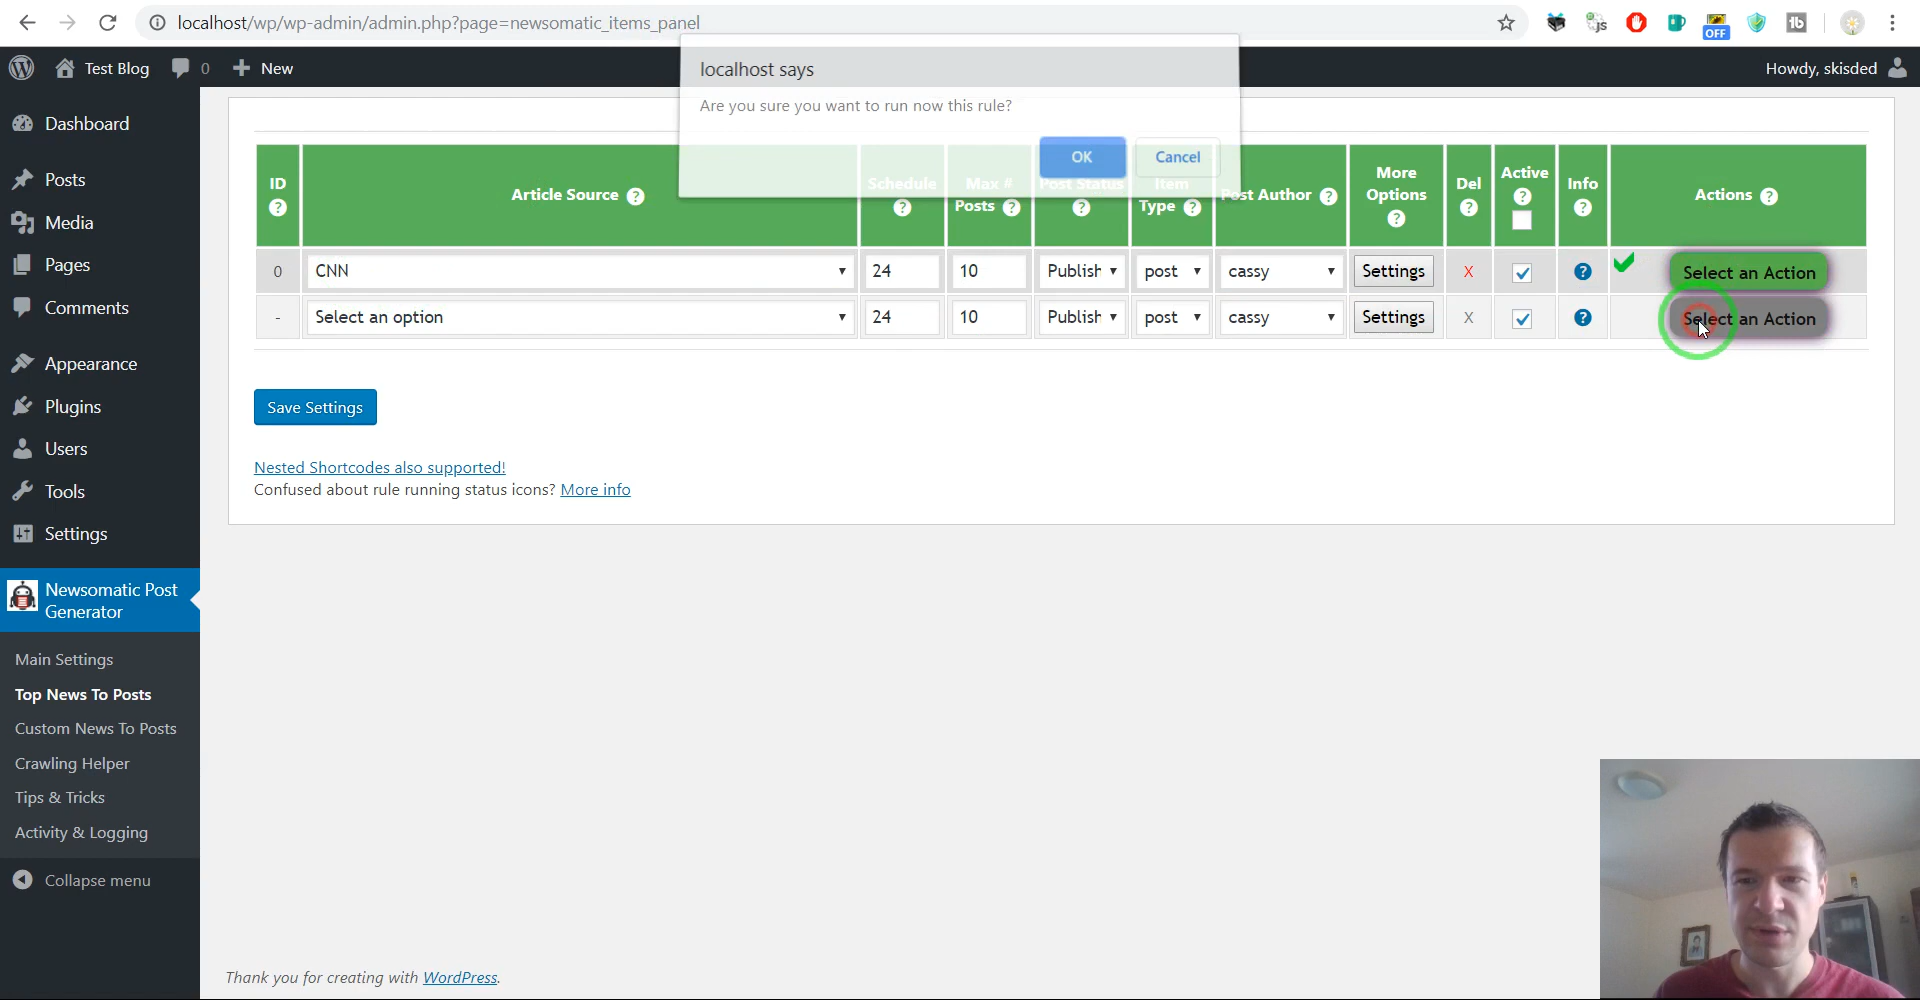 localhost/wp/wp-admin/admin.php?page=newsomatic_items_panel
OFF
Test Blog 0 New
Howdy, skisded
localhost says
Are you sure you want to run now this rule?
OK Cancel
Dashboard
Posts
Media
Pages
Comments
Appearance
Plugins
Users
Tools
Settings
Newsomatic Post
Generator
Main Settings
Top News To Posts
Custom News To Posts
Crawling Helper
Tips & Tricks
Activity & Logging
Collapse menu
ID ?
Article Source ?
Schedule ?
Max #
Posts ?
Post Status ?
Item
Type ?
Post Author ?
More
Options ?
Del ?
Active ?
Info ?
Actions ?
0 CNN 24 10 Publish post cassy Settings X ? Select an Action
- Select an option 24 10 Publish post cassy Settings X ? Select an Action
Save Settings
Nested Shortcodes also supported!
Confused about rule running status icons? More info
Thank you for creating with WordPress.